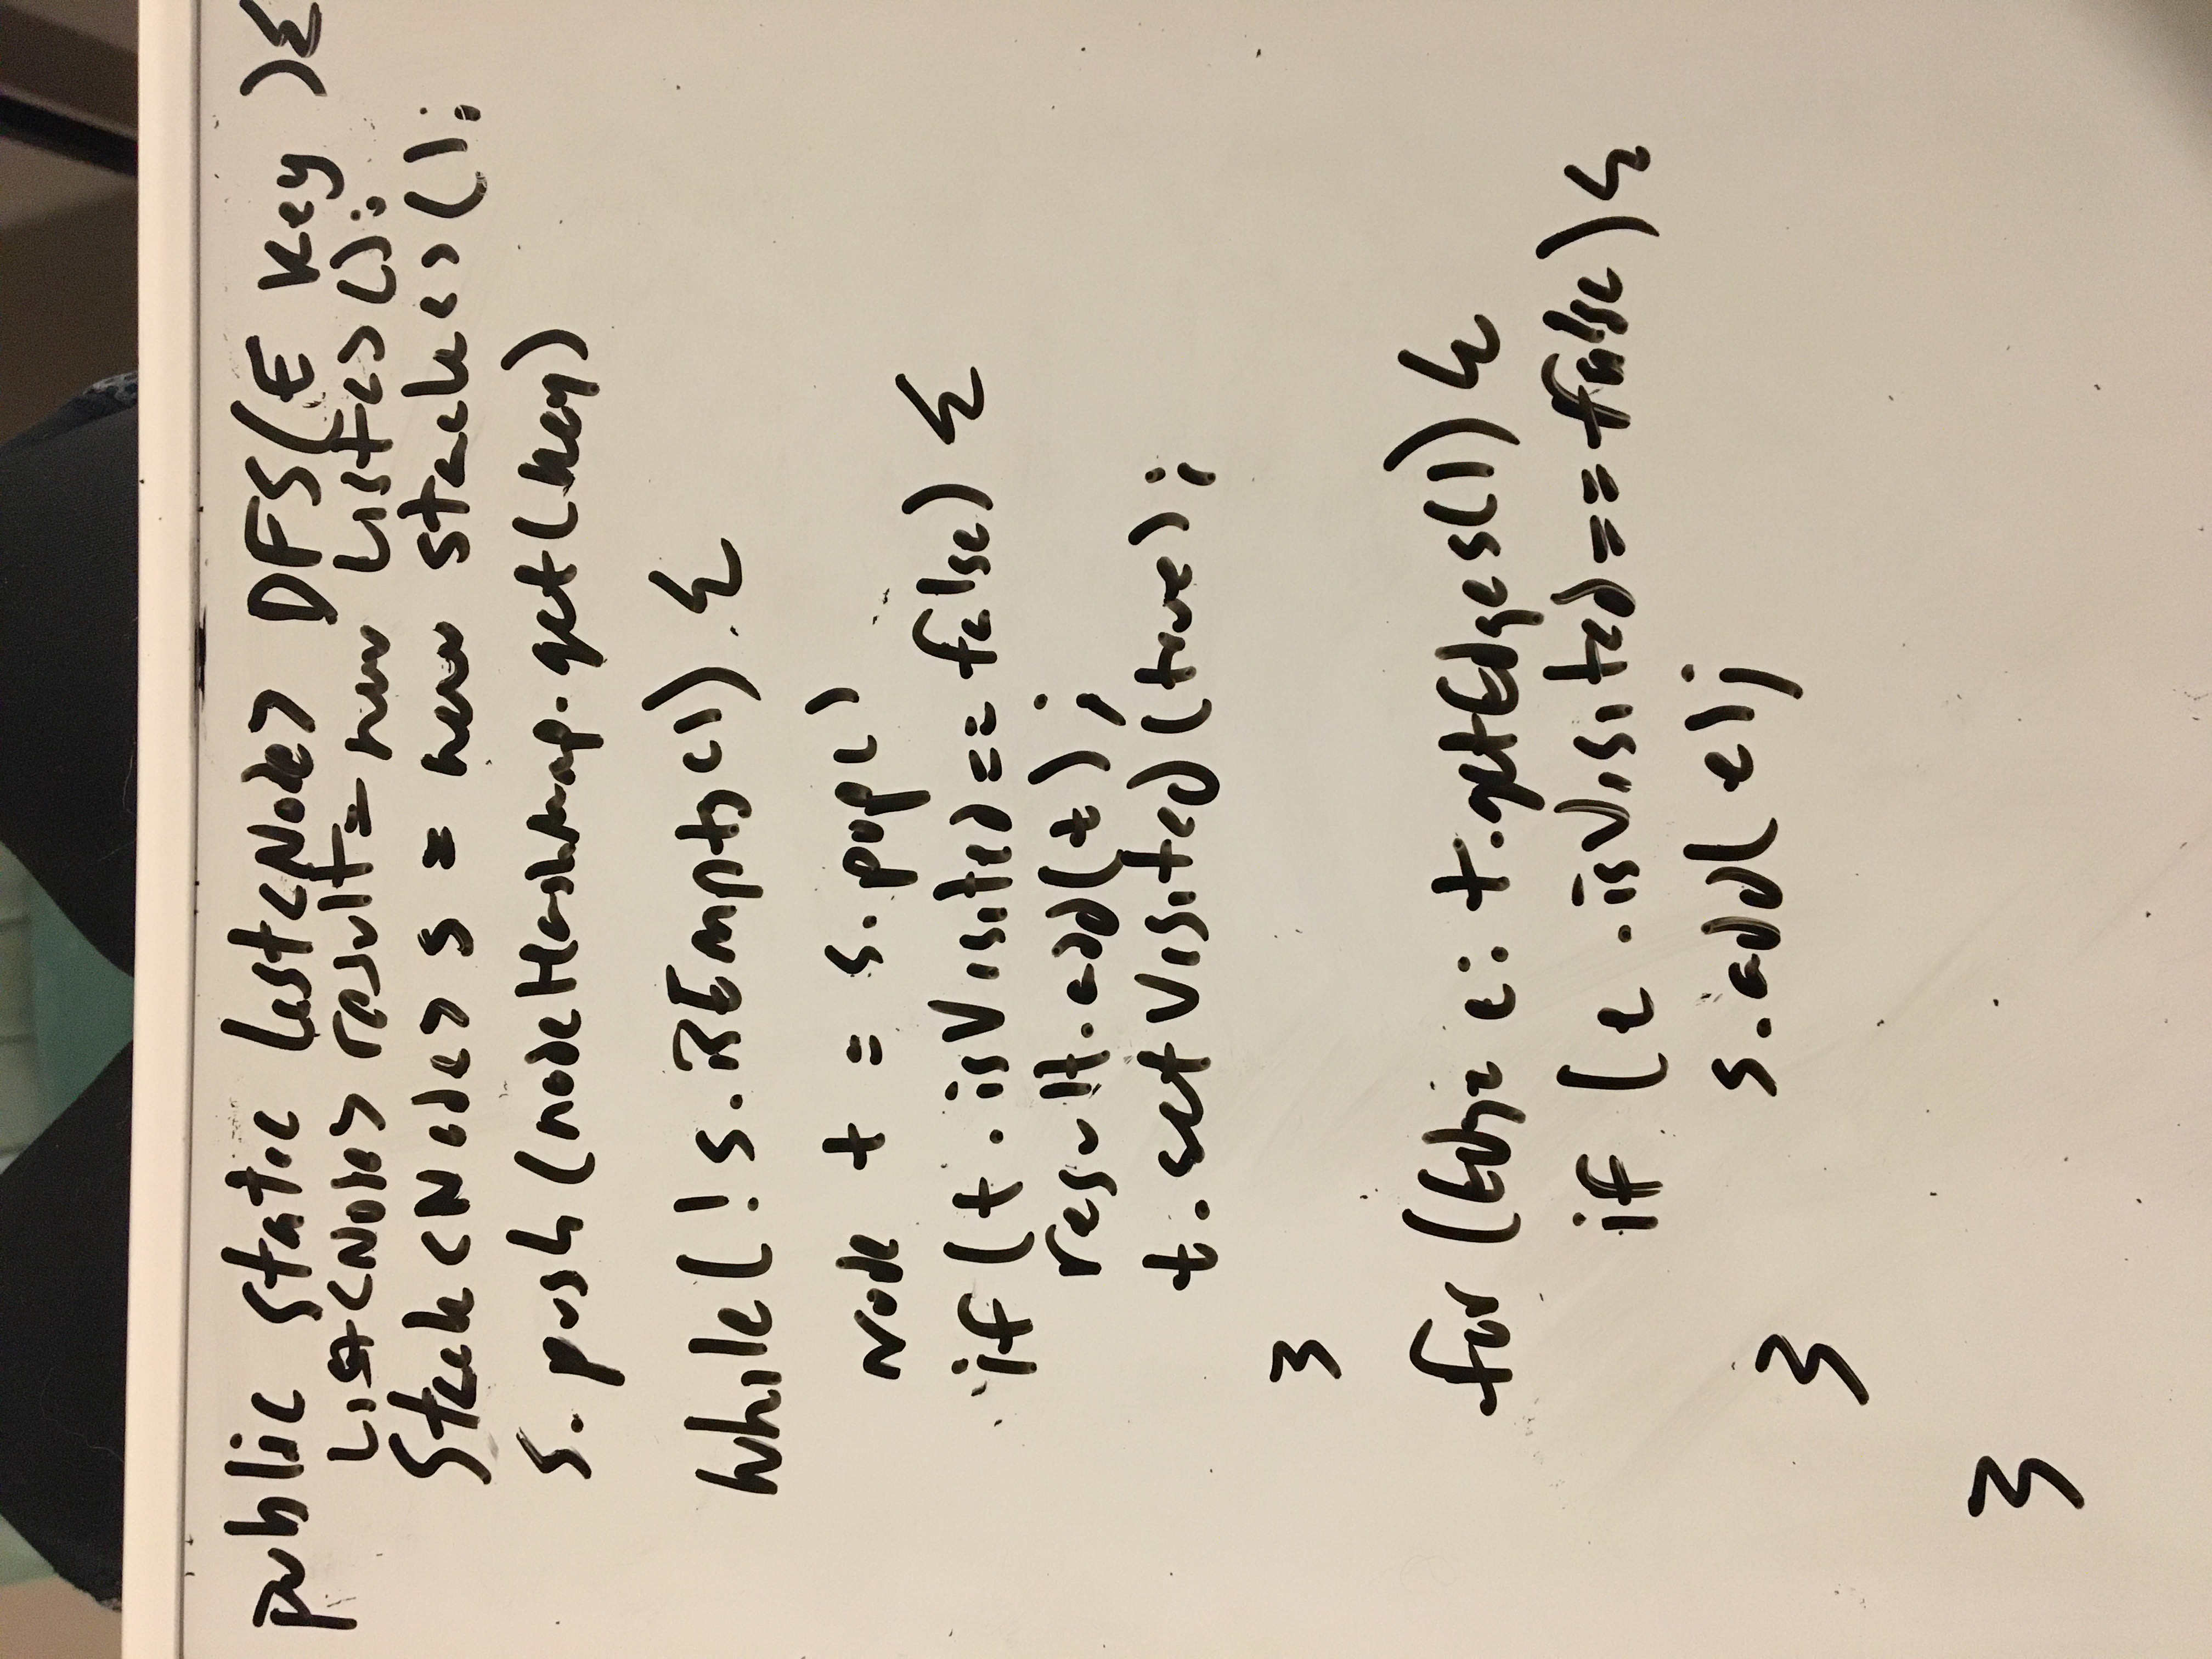 public static List<Node> DFS(E key ){
List<Node> result = new List<>();
Stack<Node> s = new stack<>();
s.push(nodeHashMap.get(key)
while(!s.isEmpty()) {
Node t = s.pop()
if (t.isVisited==false) {
result.add(t);
t.setVisited(true);
}
for (Edge e: t.getEdges()) {
if (e.isVisited==false){
s.add(e);
}
}